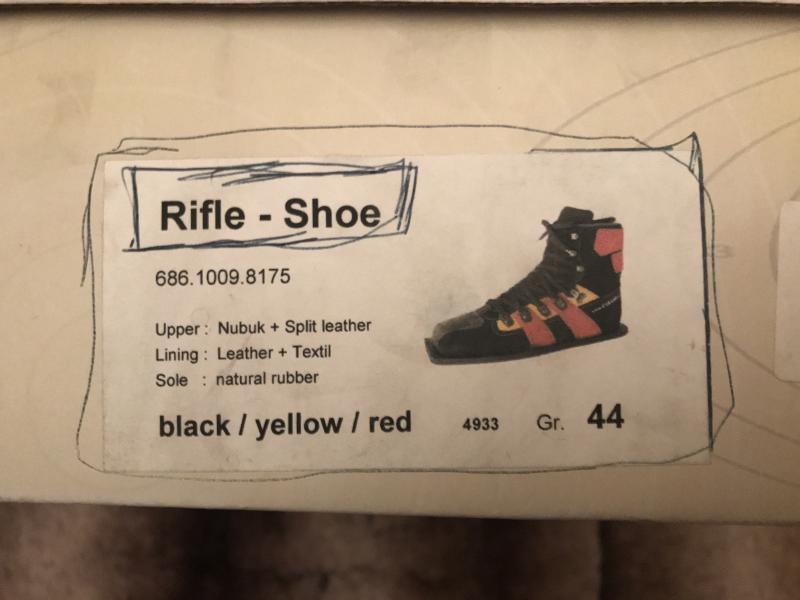 Rifle - Shoe
686.1009.8175
Upper : Nubuk + Split leather
Lining : Leather + Textil
Sole : natural rubber
black / yellow / red 4933 Gr. 44